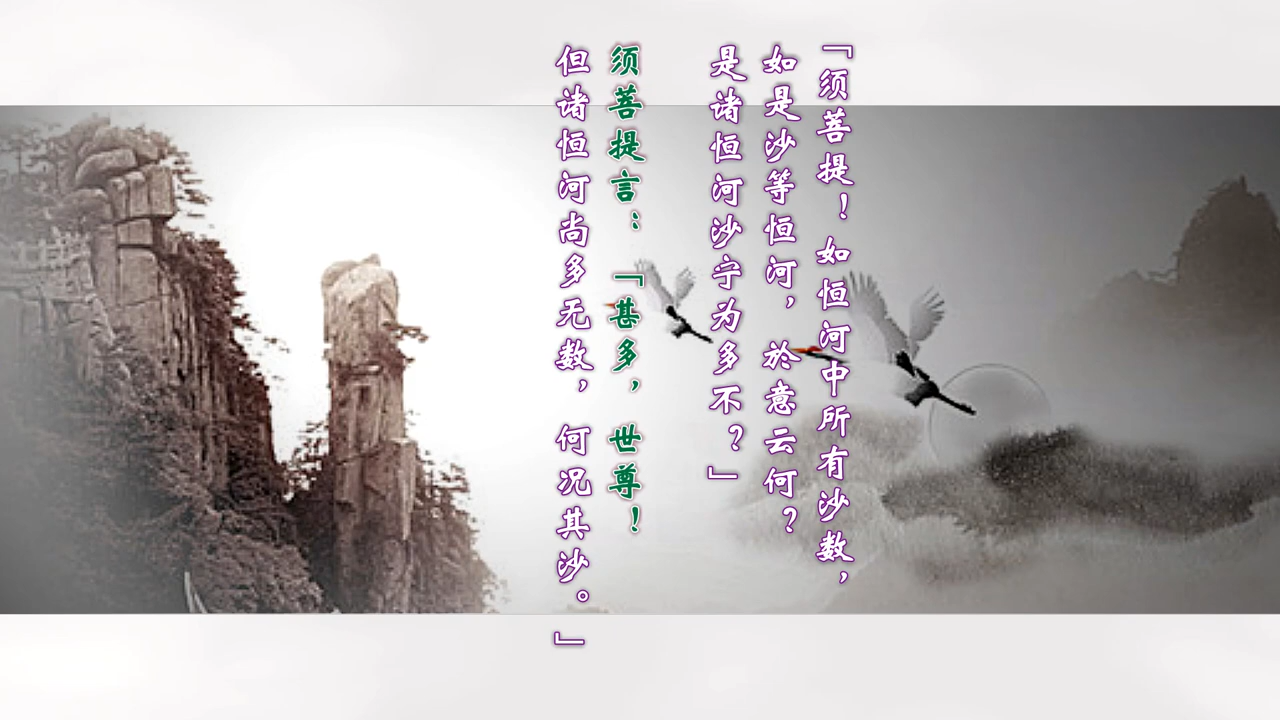 「须菩提！如恒河中所有沙数，
如是沙等恒河，於意云何？
是诸恒河沙宁为多不？」
须菩提言：「甚多，世尊！
但诸恒河尚多无数，何况其沙。」